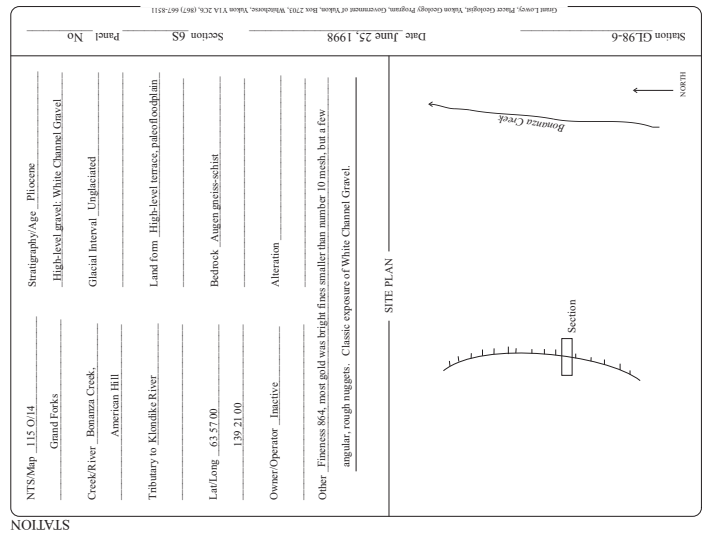 STATION
Station GL98-6
Date June 25, 1998
Section 6S
Panel No
NTS/Map 115 O/14
Grand Forks
Creek/River Bonanza Creek,
American Hill
Tributary to Klondike River
Lat/Long 63 57 00
139 21 00
Owner/Operator Inactive
Stratigraphy/Age Pliocene
High-level gravel: White Channel Gravel
Glacial Interval Unglaciated
Land form High-level terrace, paleofloodplain
Bedrock Augen gneiss-schist
Alteration
Other Fineness 864, most gold was bright fines smaller than number 10 mesh, but a few
angular, rough nuggets. Classic exposure of White Channel Gravel.
SITE PLAN
Section
Bonanza Creek
NORTH
Grant Lowey, Placer Geologist, Yukon Geology Program, Government of Yukon, Box 2703, Whitehorse, Yukon Y1A 2C6, (867) 667-8511